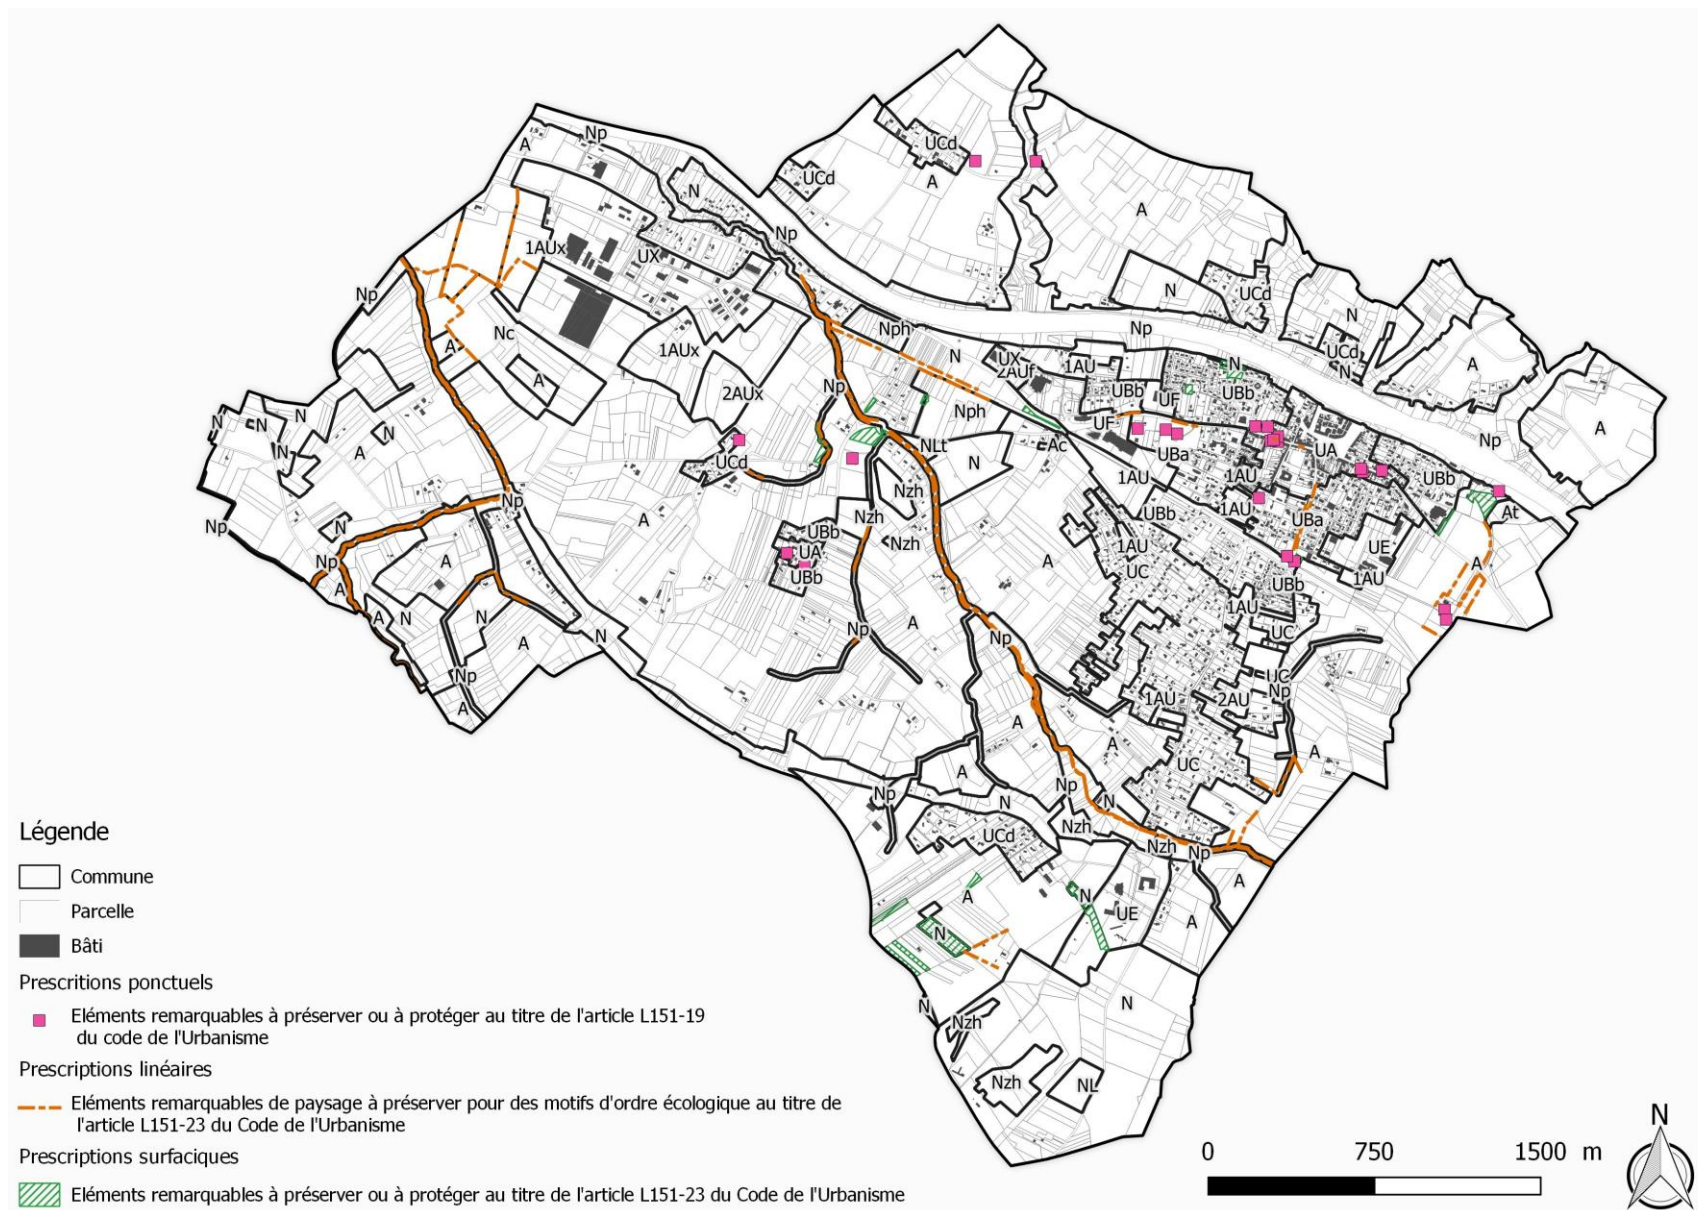 UCd
Np
A
UCd
A
N
A
Np
1AUx
UX
N
UCd
Np
N
Nph
Np
Nc
1AUx
N
UX
2AUf
1AU
UCd
N
A
A
A
2AUx
Np
Nph
UBb
UF
N
UBb
N
N
N
N
A
UF
UBa
UA
Np
A
UCd
NLt
N
Ac
1AU
1AU
UBb
Np
Np
N
Nzh
Nzh
Nzh
A
UBb
1AU
UBa
At
UBb
UA
UBb
A
1AU
UC
UE
1AU
UBb
A
Np
A
A
A
N
N
A
N
Np
A
Np
1AU
UC
UC
Np
Np
A
A
1AU
2AU
A
UC
A
A
Np
N
Np
N
UCd
Nzh
Nzh
Np
A
A
N
UE
A
N
N
N
Nzh
Nzh
NL
Légende
Commune
Parcelle
Bâti
Prescritions ponctuels
Eléments remarquables à préserver ou à protéger au titre de l'article L151-19
du code de l'Urbanisme
Prescriptions linéaires
Eléments remarquables de paysage à préserver pour des motifs d'ordre écologique au titre de
l'article L151-23 du Code de l'Urbanisme
Prescriptions surfaciques
Eléments remarquables à préserver ou à protéger au titre de l'article L151-23 du Code de l'Urbanisme
0 750 1500 m
N